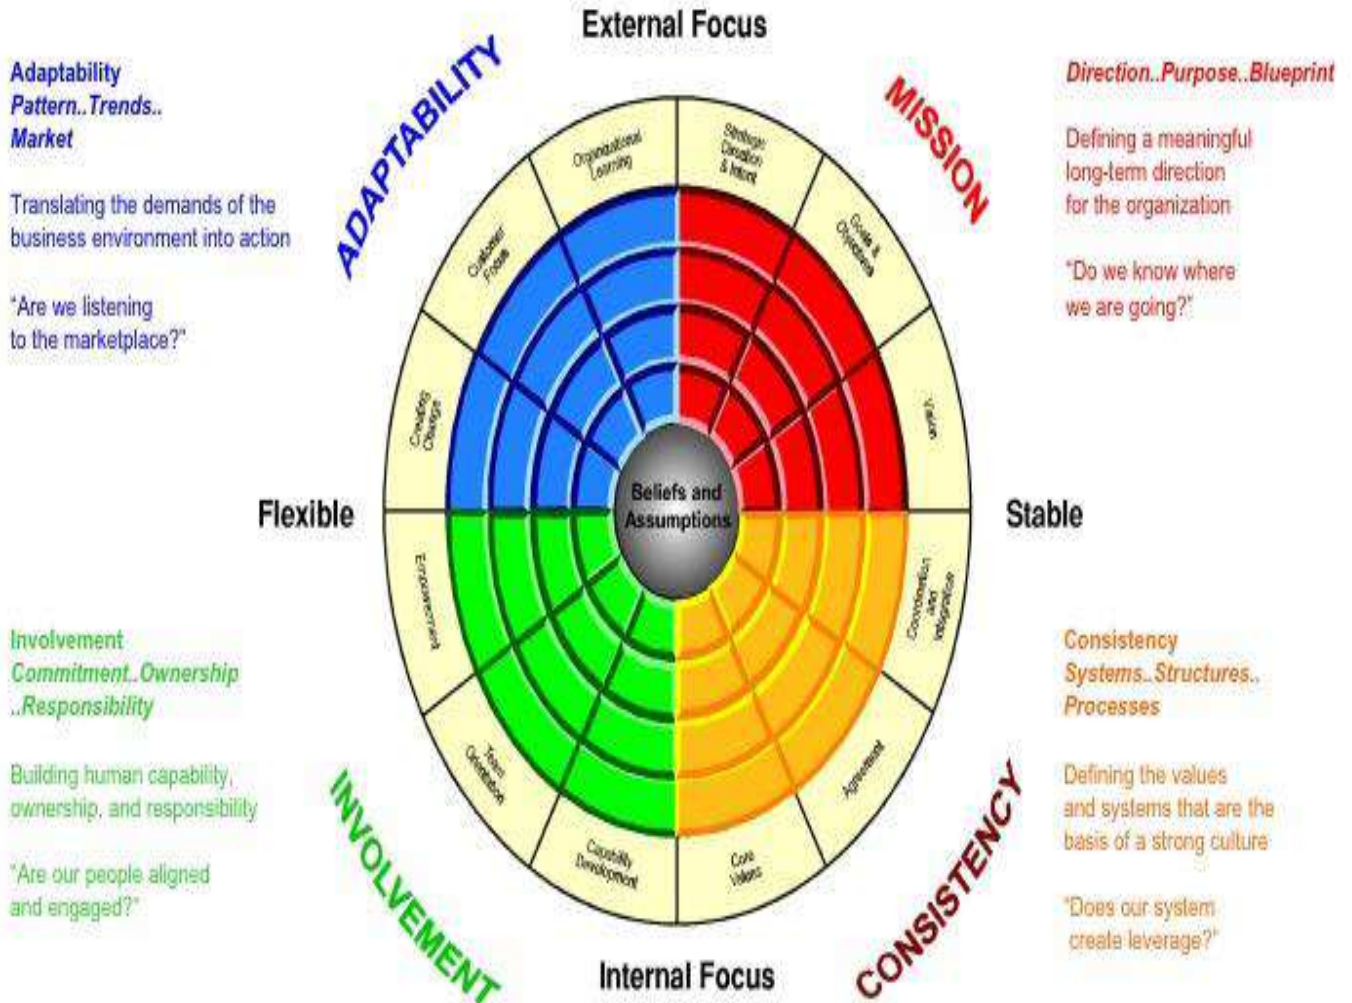 External Focus
Adaptability
Pattern..Trends..
Market
Translating the demands of the
business environment into action
"Are we listening
to the marketplace?"
ADAPTABILITY
MISSION
Direction..Purpose..Blueprint
Defining a meaningful
long-term direction
for the organization
"Do we know where
we are going?"
Organizational
Learning
Strategic
Direction
& Intent
Customer
Focus
Goals &
Objectives
Creating
Change
Vision
Flexible
Beliefs and
Assumptions
Stable
Empowerment
Coordination
and
Integration
Team
Orientation
Agreement
Capability
Development
Core
Values
Involvement
Commitment..Ownership
..Responsibility
Building human capability,
ownership, and responsibility
"Are our people aligned
and engaged?"
INVOLVEMENT
CONSISTENCY
Consistency
Systems..Structures..
Processes
Defining the values
and systems that are the
basis of a strong culture
"Does our system
create leverage?"
Internal Focus